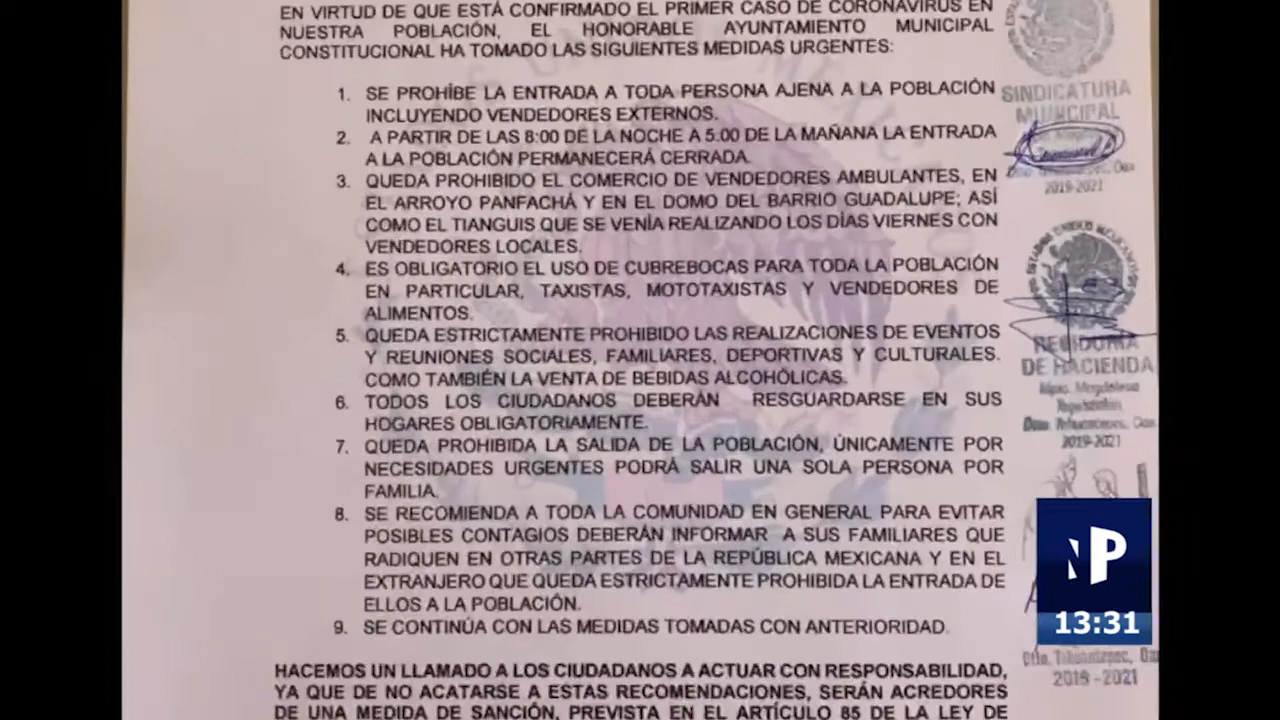 EN VIRTUD DE QUE ESTÁ CONFIRMADO EL PRIMER CASO DE CORONAVIRUS EN
NUESTRA POBLACIÓN, EL HONORABLE AYUNTAMIENTO MUNICIPAL
CONSTITUCIONAL HA TOMADO LAS SIGUIENTES MEDIDAS URGENTES:
1. SE PROHÍBE LA ENTRADA A TODA PERSONA AJENA A LA POBLACIÓN
INCLUYENDO VENDEDORES EXTERNOS.
2. A PARTIR DE LAS 8:00 DE LA NOCHE A 5:00 DE LA MAÑANA LA ENTRADA
A LA POBLACIÓN PERMANECERÁ CERRADA.
3. QUEDA PROHIBIDO EL COMERCIO DE VENDEDORES AMBULANTES, EN
EL ARROYO PANFACHÁ Y EN EL DOMO DEL BARRIO GUADALUPE; ASÍ
COMO EL TIANGUIS QUE SE VENÍA REALIZANDO LOS DÍAS VIERNES CON
VENDEDORES LOCALES.
4. ES OBLIGATORIO EL USO DE CUBREBOCAS PARA TODA LA POBLACIÓN
EN PARTICULAR, TAXISTAS, MOTOTAXISTAS Y VENDEDORES DE
ALIMENTOS.
5. QUEDA ESTRICTAMENTE PROHIBIDO LAS REALIZACIONES DE EVENTOS
Y REUNIONES SOCIALES, FAMILIARES, DEPORTIVAS Y CULTURALES.
COMO TAMBIÉN LA VENTA DE BEBIDAS ALCOHÓLICAS.
6. TODOS LOS CIUDADANOS DEBERÁN RESGUARDARSE EN SUS
HOGARES OBLIGATORIAMENTE.
7. QUEDA PROHIBIDA LA SALIDA DE LA POBLACIÓN, ÚNICAMENTE POR
NECESIDADES URGENTES PODRÁ SALIR UNA SOLA PERSONA POR
FAMILIA.
8. SE RECOMIENDA A TODA LA COMUNIDAD EN GENERAL PARA EVITAR
POSIBLES CONTAGIOS DEBERÁN INFORMAR A SUS FAMILIARES QUE
RADIQUEN EN OTRAS PARTES DE LA REPÚBLICA MEXICANA Y EN EL
EXTRANJERO QUE QUEDA ESTRICTAMENTE PROHIBIDA LA ENTRADA DE
ELLOS A LA POBLACIÓN.
9. SE CONTINÚA CON LAS MEDIDAS TOMADAS CON ANTERIORIDAD.
HACEMOS UN LLAMADO A LOS CIUDADANOS A ACTUAR CON RESPONSABILIDAD,
YA QUE DE NO ACATARSE A ESTAS RECOMENDACIONES, SERÁN ACREDORES
DE UNA MEDIDA DE SANCIÓN, PREVISTA EN EL ARTÍCULO 85 DE LA LEY DE
SINDICATURA
MUNICIPAL
2019-2021
REGIDURIA
DE HACIENDA
Mpio. Magdalena
Dtto. Tehuantepec, Oax.
2019-2021
NP
13:31
Dtto. Tehuantepec, Oax
2019-2021